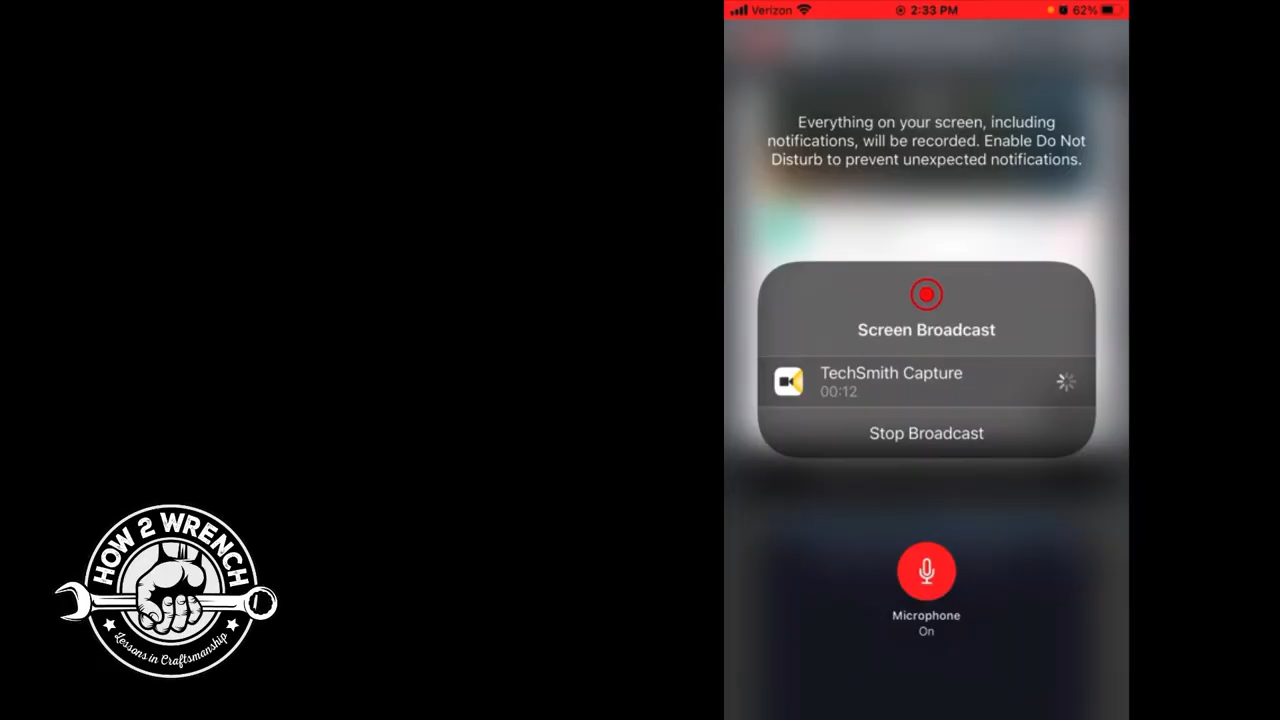 Verizon 2:33 PM 62%
Everything on your screen, including
notifications, will be recorded. Enable Do Not
Disturb to prevent unexpected notifications.
Screen Broadcast
TechSmith Capture
00:12
Stop Broadcast
Microphone
On
HOW 2 WRENCH
Lessons in Craftsmanship